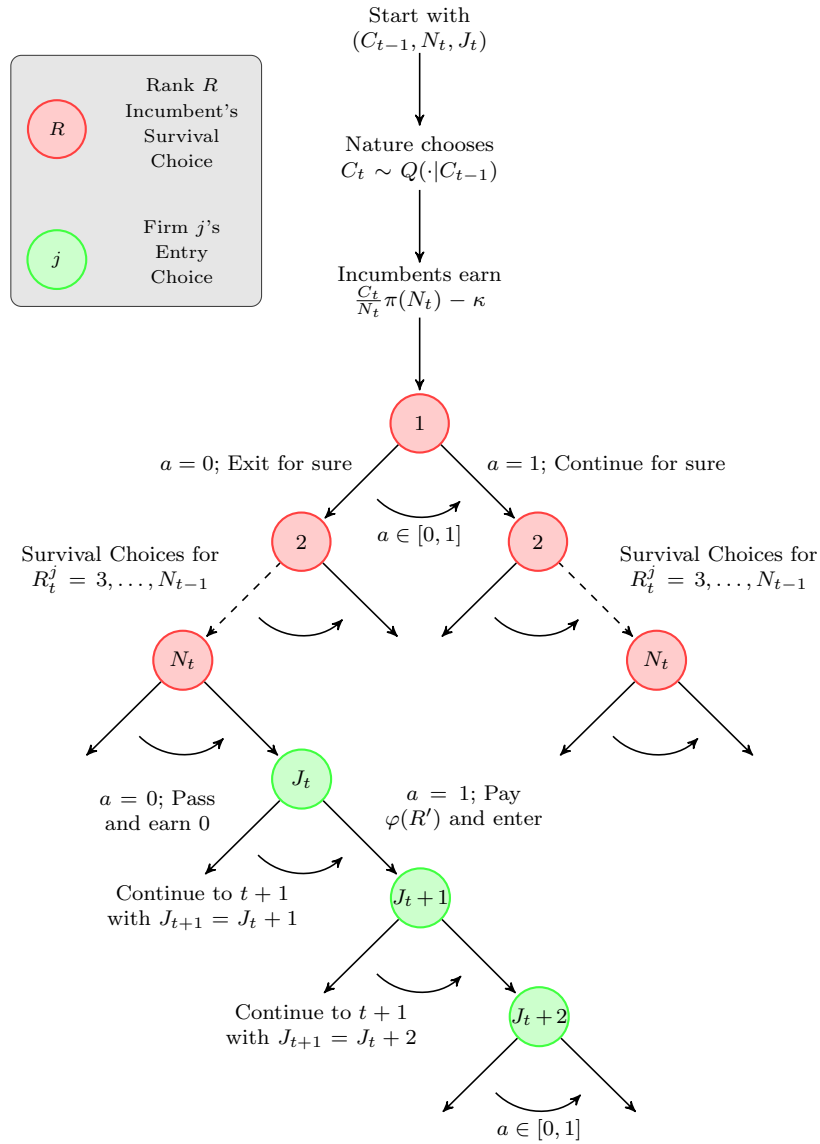 Start with
(C_{t−1}, N_t, J_t)
Rank R
Incumbent's
Survival
Choice
R
Firm j's
Entry
Choice
j
Nature chooses
C_t ∼ Q(·|C_{t−1})
Incumbents earn
\frac{C_t}{N_t}π(N_t) − κ
1
a = 0; Exit for sure
a = 1; Continue for sure
a ∈ [0, 1]
2
2
Survival Choices for
R_t^j = 3, . . . , N_{t−1}
Survival Choices for
R_t^j = 3, . . . , N_{t−1}
N_t
N_t
J_t
a = 0; Pass
and earn 0
a = 1; Pay
φ(R′) and enter
Continue to t + 1
with J_{t+1} = J_t + 1
J_t + 1
Continue to t + 1
with J_{t+1} = J_t + 2
J_t + 2
a ∈ [0, 1]